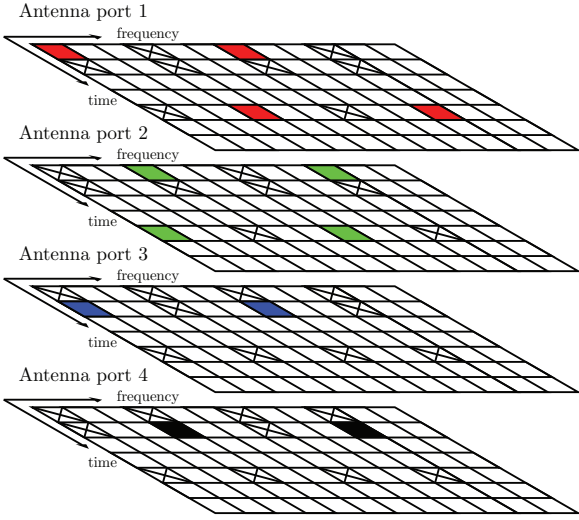 Antenna port 1
frequency
time
Antenna port 2
frequency
time
Antenna port 3
frequency
time
Antenna port 4
frequency
time